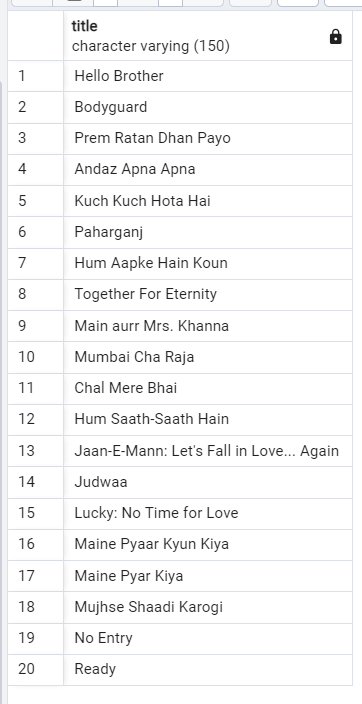 title
character varying (150)
1 Hello Brother
2 Bodyguard
3 Prem Ratan Dhan Payo
4 Andaz Apna Apna
5 Kuch Kuch Hota Hai
6 Paharganj
7 Hum Aapke Hain Koun
8 Together For Eternity
9 Main aurr Mrs. Khanna
10 Mumbai Cha Raja
11 Chal Mere Bhai
12 Hum Saath-Saath Hain
13 Jaan-E-Mann: Let's Fall in Love... Again
14 Judwaa
15 Lucky: No Time for Love
16 Maine Pyaar Kyun Kiya
17 Maine Pyar Kiya
18 Mujhse Shaadi Karogi
19 No Entry
20 Ready